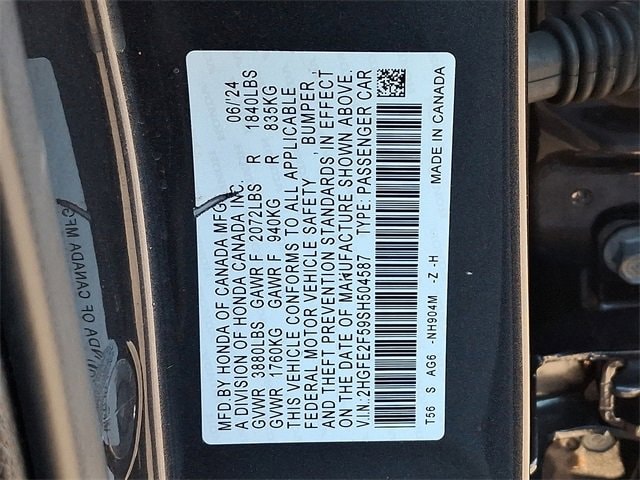 MFD.BY HONDA OF CANADA MFG.
A DIVISION OF HONDA CANADA INC. 06/'24
GVWR 3880LBS GAWR F 2072LBS R 1840LBS
GVWR 1760KG GAWR F 940KG R 835KG
THIS VEHICLE CONFORMS TO ALL APPLICABLE
FEDERAL MOTOR VEHICLE SAFETY , BUMPER ,
AND THEFT PREVENTION STANDARDS IN EFFECT
ON THE DATE OF MANUFACTURE SHOWN ABOVE.
V.I.N.:2HGFE2F59SH504587 TYPE: PASSENGER CAR
T56 S AG6 -NH904M -Z -H MADE IN CANADA
OF CANADA MFG